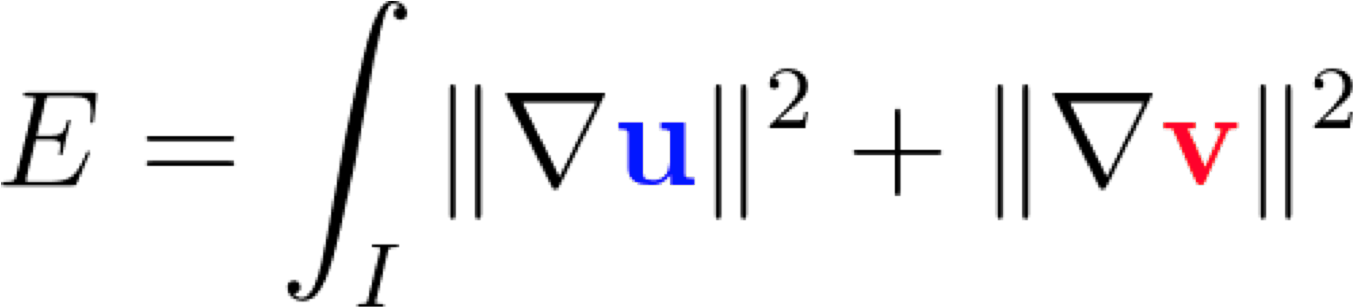 E = ∫_I ‖∇u‖² + ‖∇v‖²